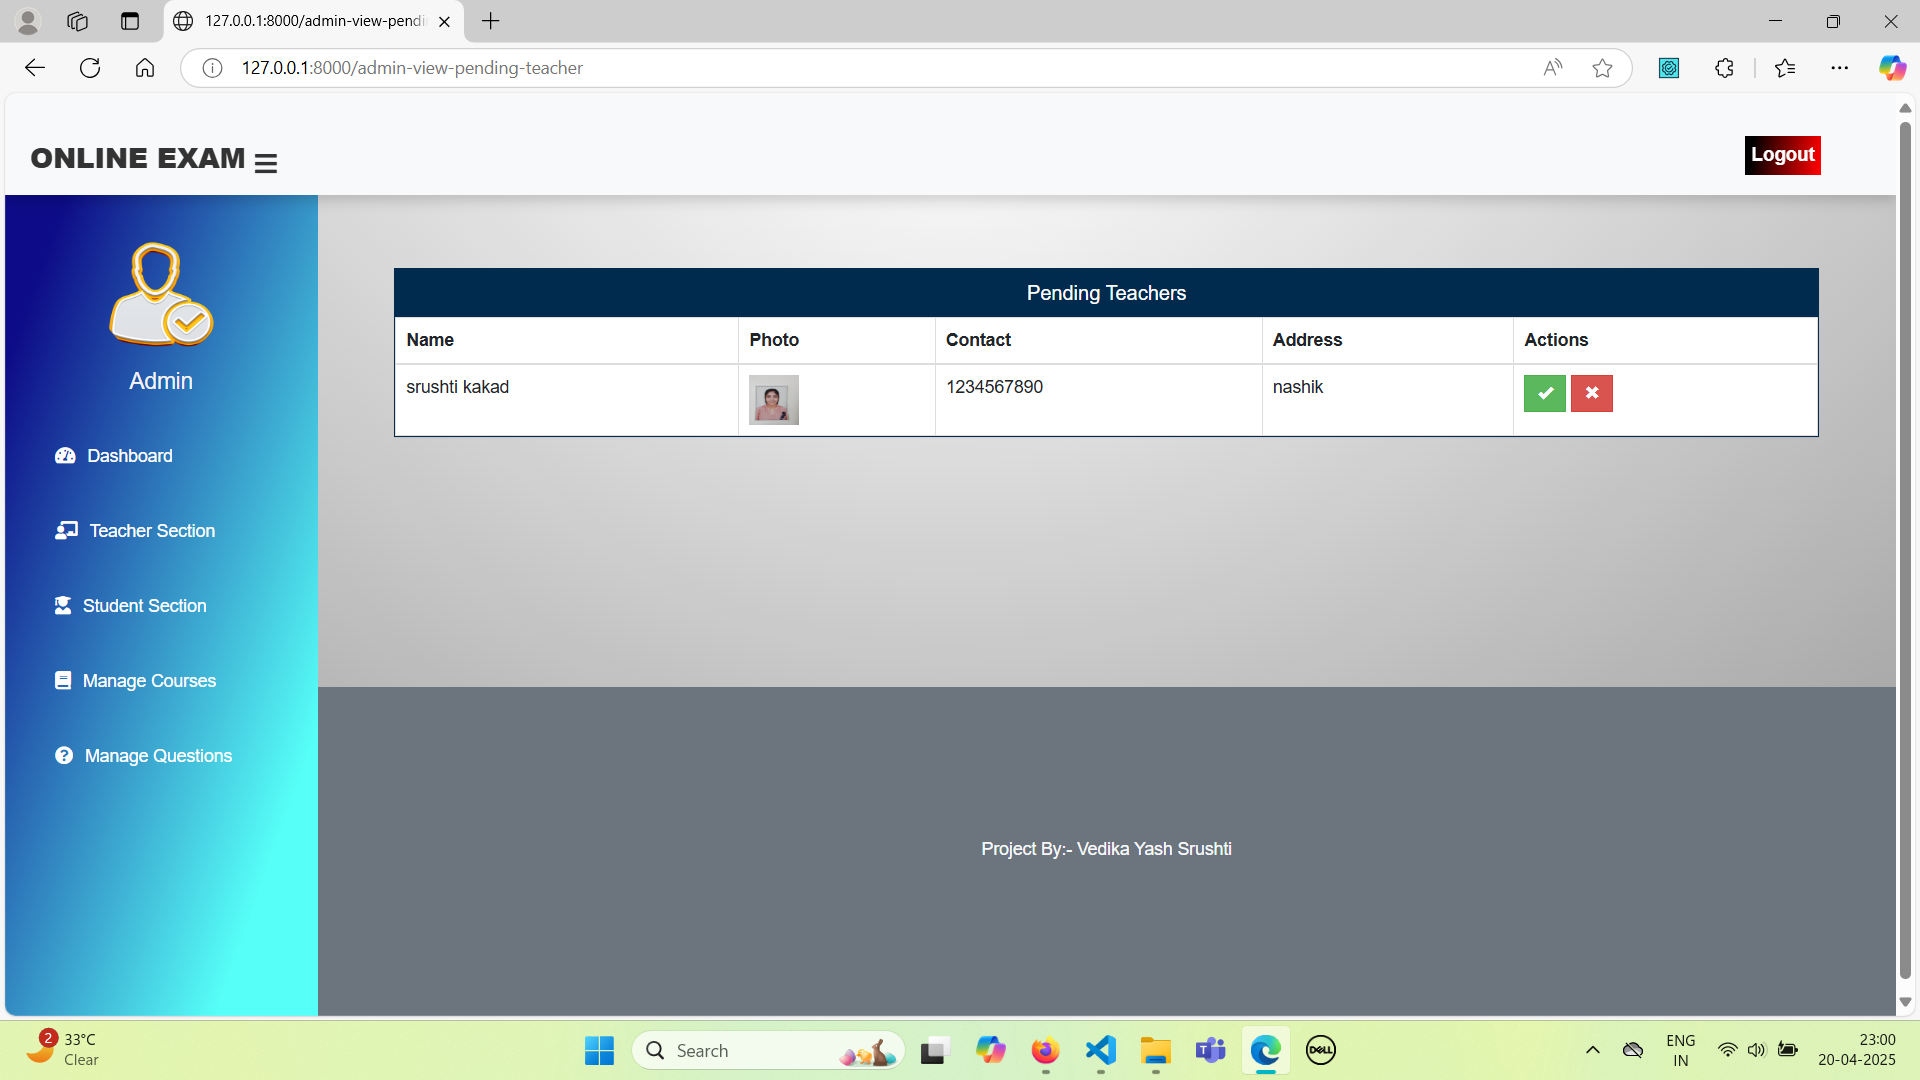 127.0.0.1:8000/admin-view-pendi
127.0.0.1:8000/admin-view-pending-teacher
ONLINE EXAM
Logout
Admin
Dashboard
Teacher Section
Student Section
Manage Courses
Manage Questions
Pending Teachers
Name Photo Contact Address Actions
srushti kakad 1234567890 nashik
Project By:- Vedika Yash Srushti
2
33°C
Clear
Search
DELL
ENG
IN
23:00
20-04-2025